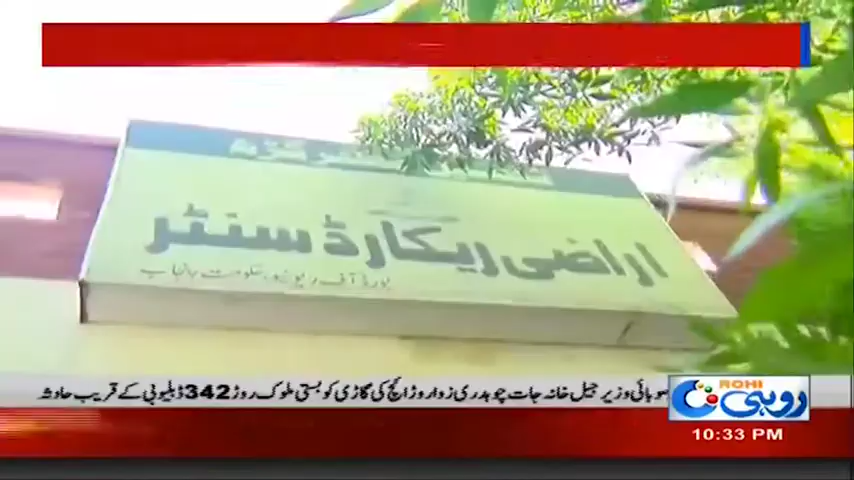 اراضی ریکارڈ سنٹر
بورڈ آف ریونیو، حکومت پنجاب
صوبائی وزیر جیل خانہ جات چوہدری زوار وڑائچ کی گاڑی کو بستی ملوک روڑ 342 ڈبلیو بی کے قریب حادثہ
ROHI
روہی
10:33 PM